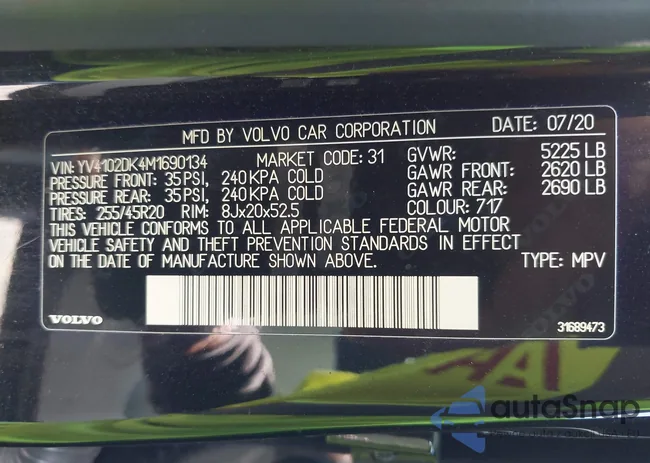 MFD BY VOLVO CAR CORPORATION DATE: 07/20
VIN: YV4102DK4M1690134 MARKET CODE: 31 GVWR: 5225 LB
PRESSURE FRONT: 35PSI, 240KPA COLD GAWR FRONT: 2620 LB
PRESSURE REAR: 35PSI, 240KPA COLD GAWR REAR: 2690 LB
TIRES: 255/45R20 RIM: 8Jx20x52.5 COLOUR: 717
THIS VEHICLE CONFORMS TO ALL APPLICABLE FEDERAL MOTOR
VEHICLE SAFETY AND THEFT PREVENTION STANDARDS IN EFFECT
ON THE DATE OF MANUFACTURE SHOWN ABOVE. TYPE: MPV
VOLVO 31689473
autoSnap